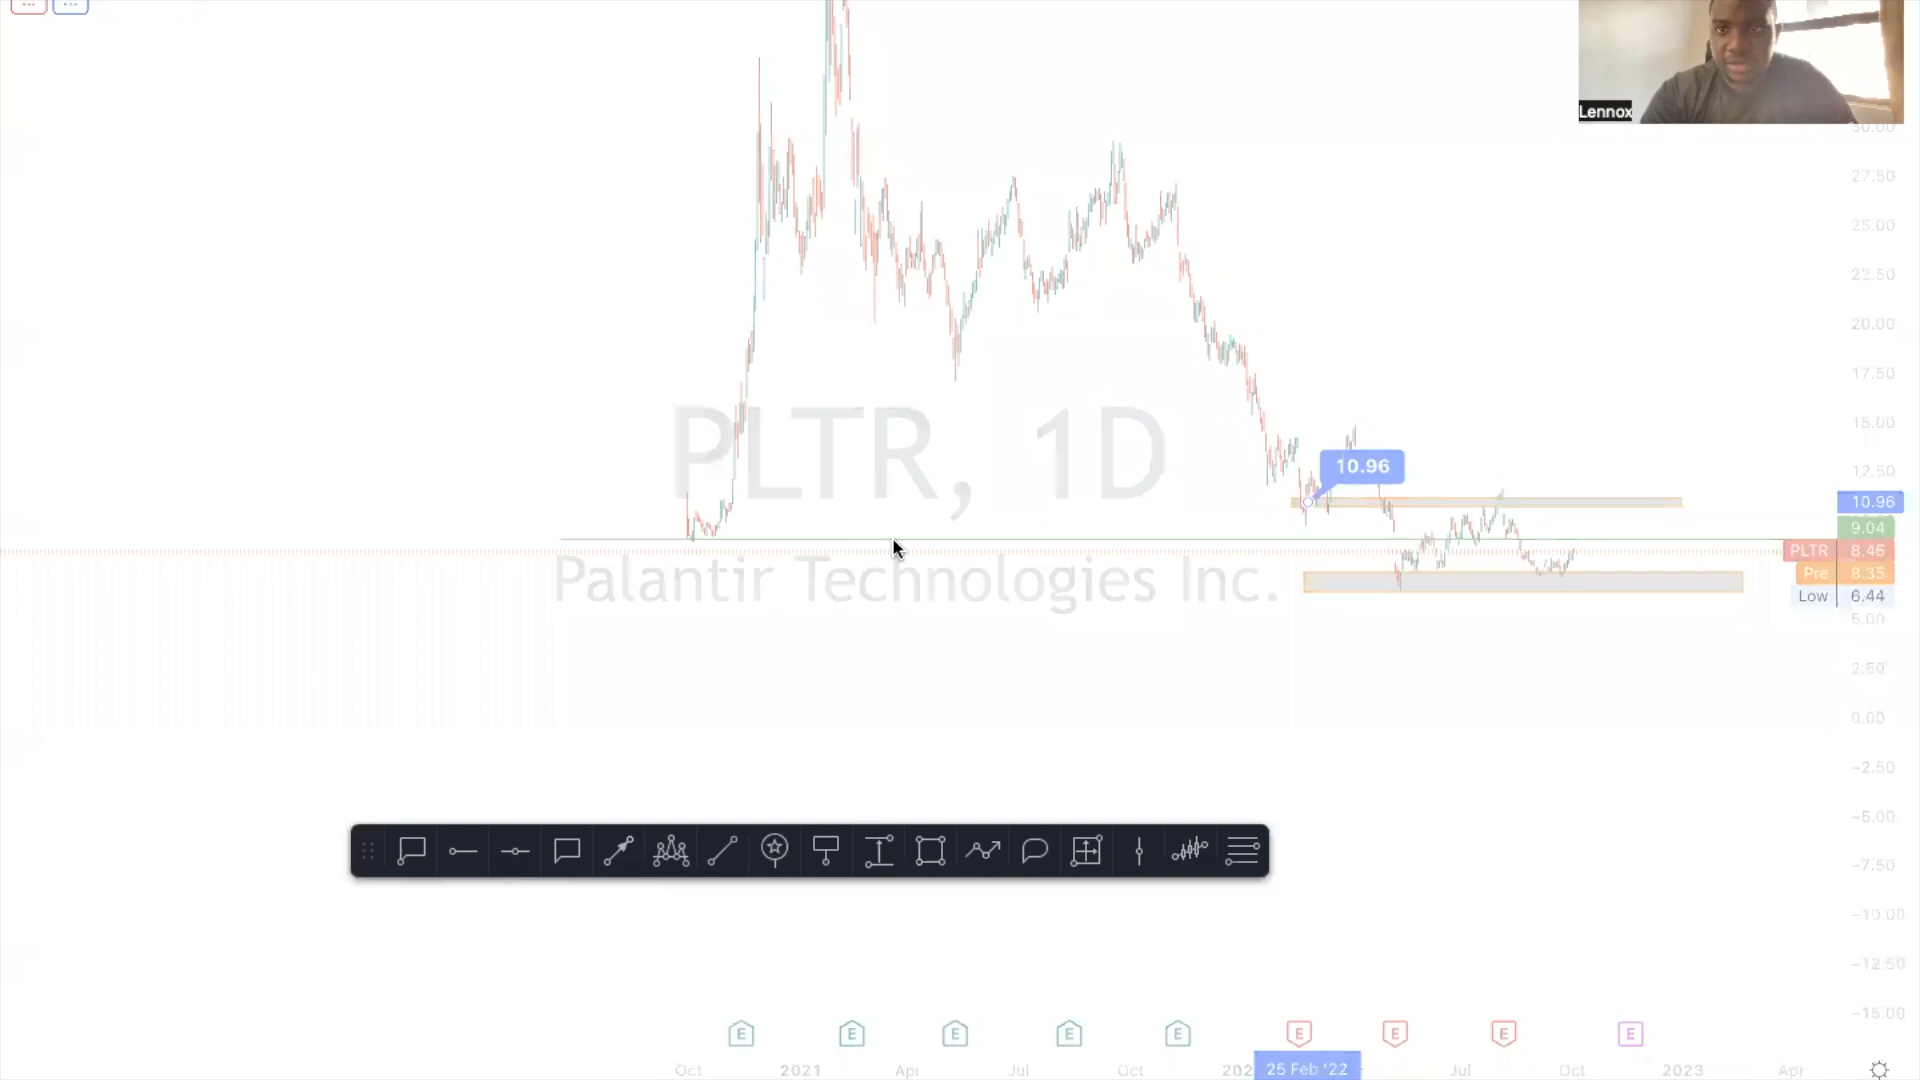 Lennox
30.00
27.50
25.00
22.50
20.00
17.50
15.00
12.50
PLTR, 1D
Palantir Technologies Inc.
10.96
10.96
9.04
PLTR 8.46
Pre 8.35
Low 6.44
5.00
2.50
0.00
−2.50
−5.00
−7.50
−10.00
−12.50
−15.00
E E E E E E E E E
Oct 2021 Apr Jul Oct 202 25 Feb '22 Jul Oct 2023 Apr